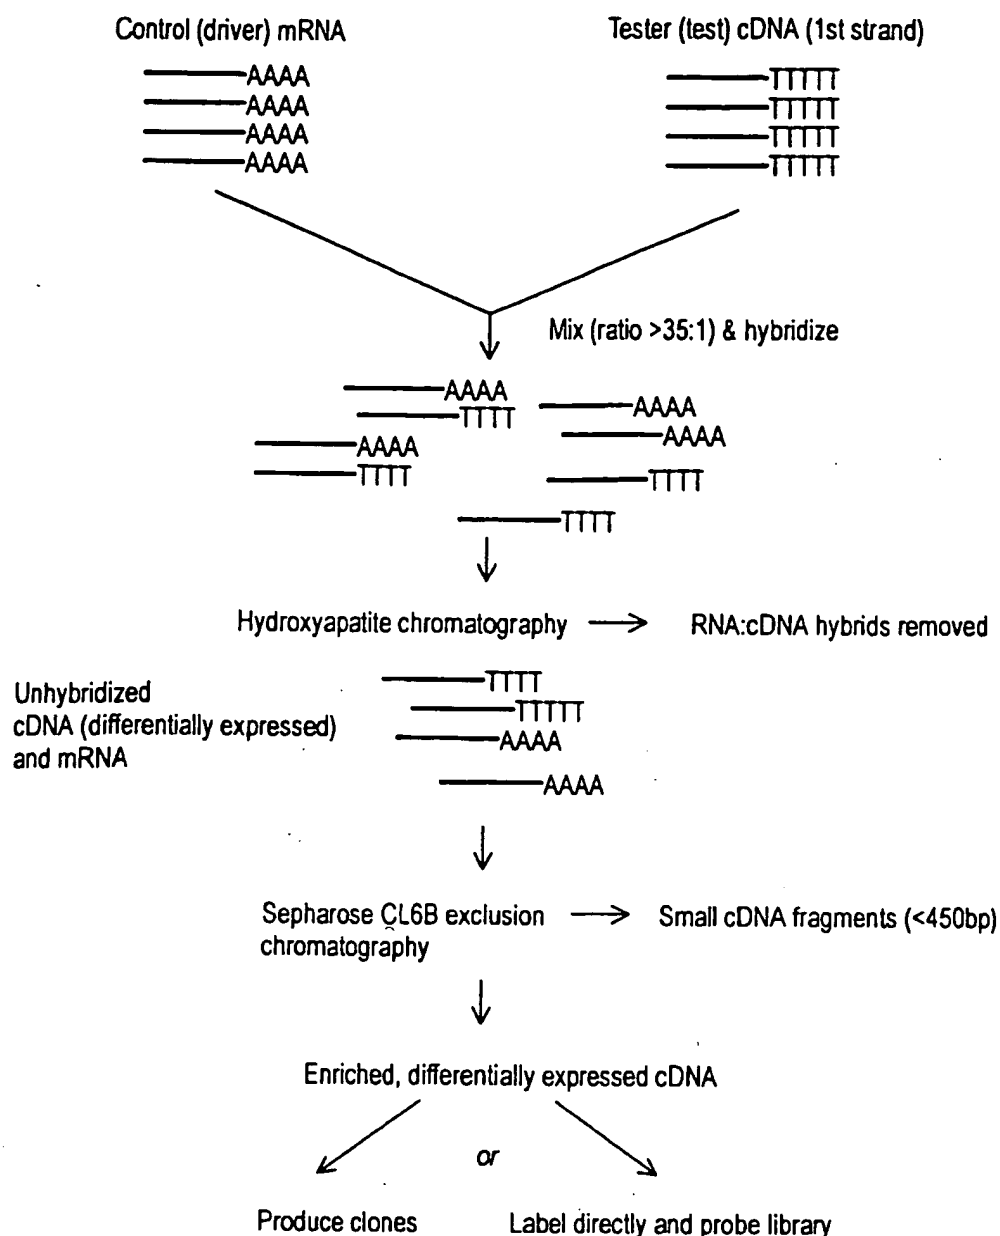 Control (driver) mRNA
Tester (test) cDNA (1st strand)
AAAA
AAAA
AAAA
AAAA
TTTTT
TTTTT
TTTTT
TTTTT
Mix (ratio >35:1) & hybridize
AAAA
TTTT
AAAA
TTTT
AAAA
AAAA
TTTT
TTTT
Hydroxyapatite chromatography
RNA:cDNA hybrids removed
Unhybridized
cDNA (differentially expressed)
and mRNA
TTTT
TTTTT
AAAA
AAAA
Sepharose CL6B exclusion
chromatography
Small cDNA fragments (<450bp)
Enriched, differentially expressed cDNA
or
Produce clones
Label directly and probe library